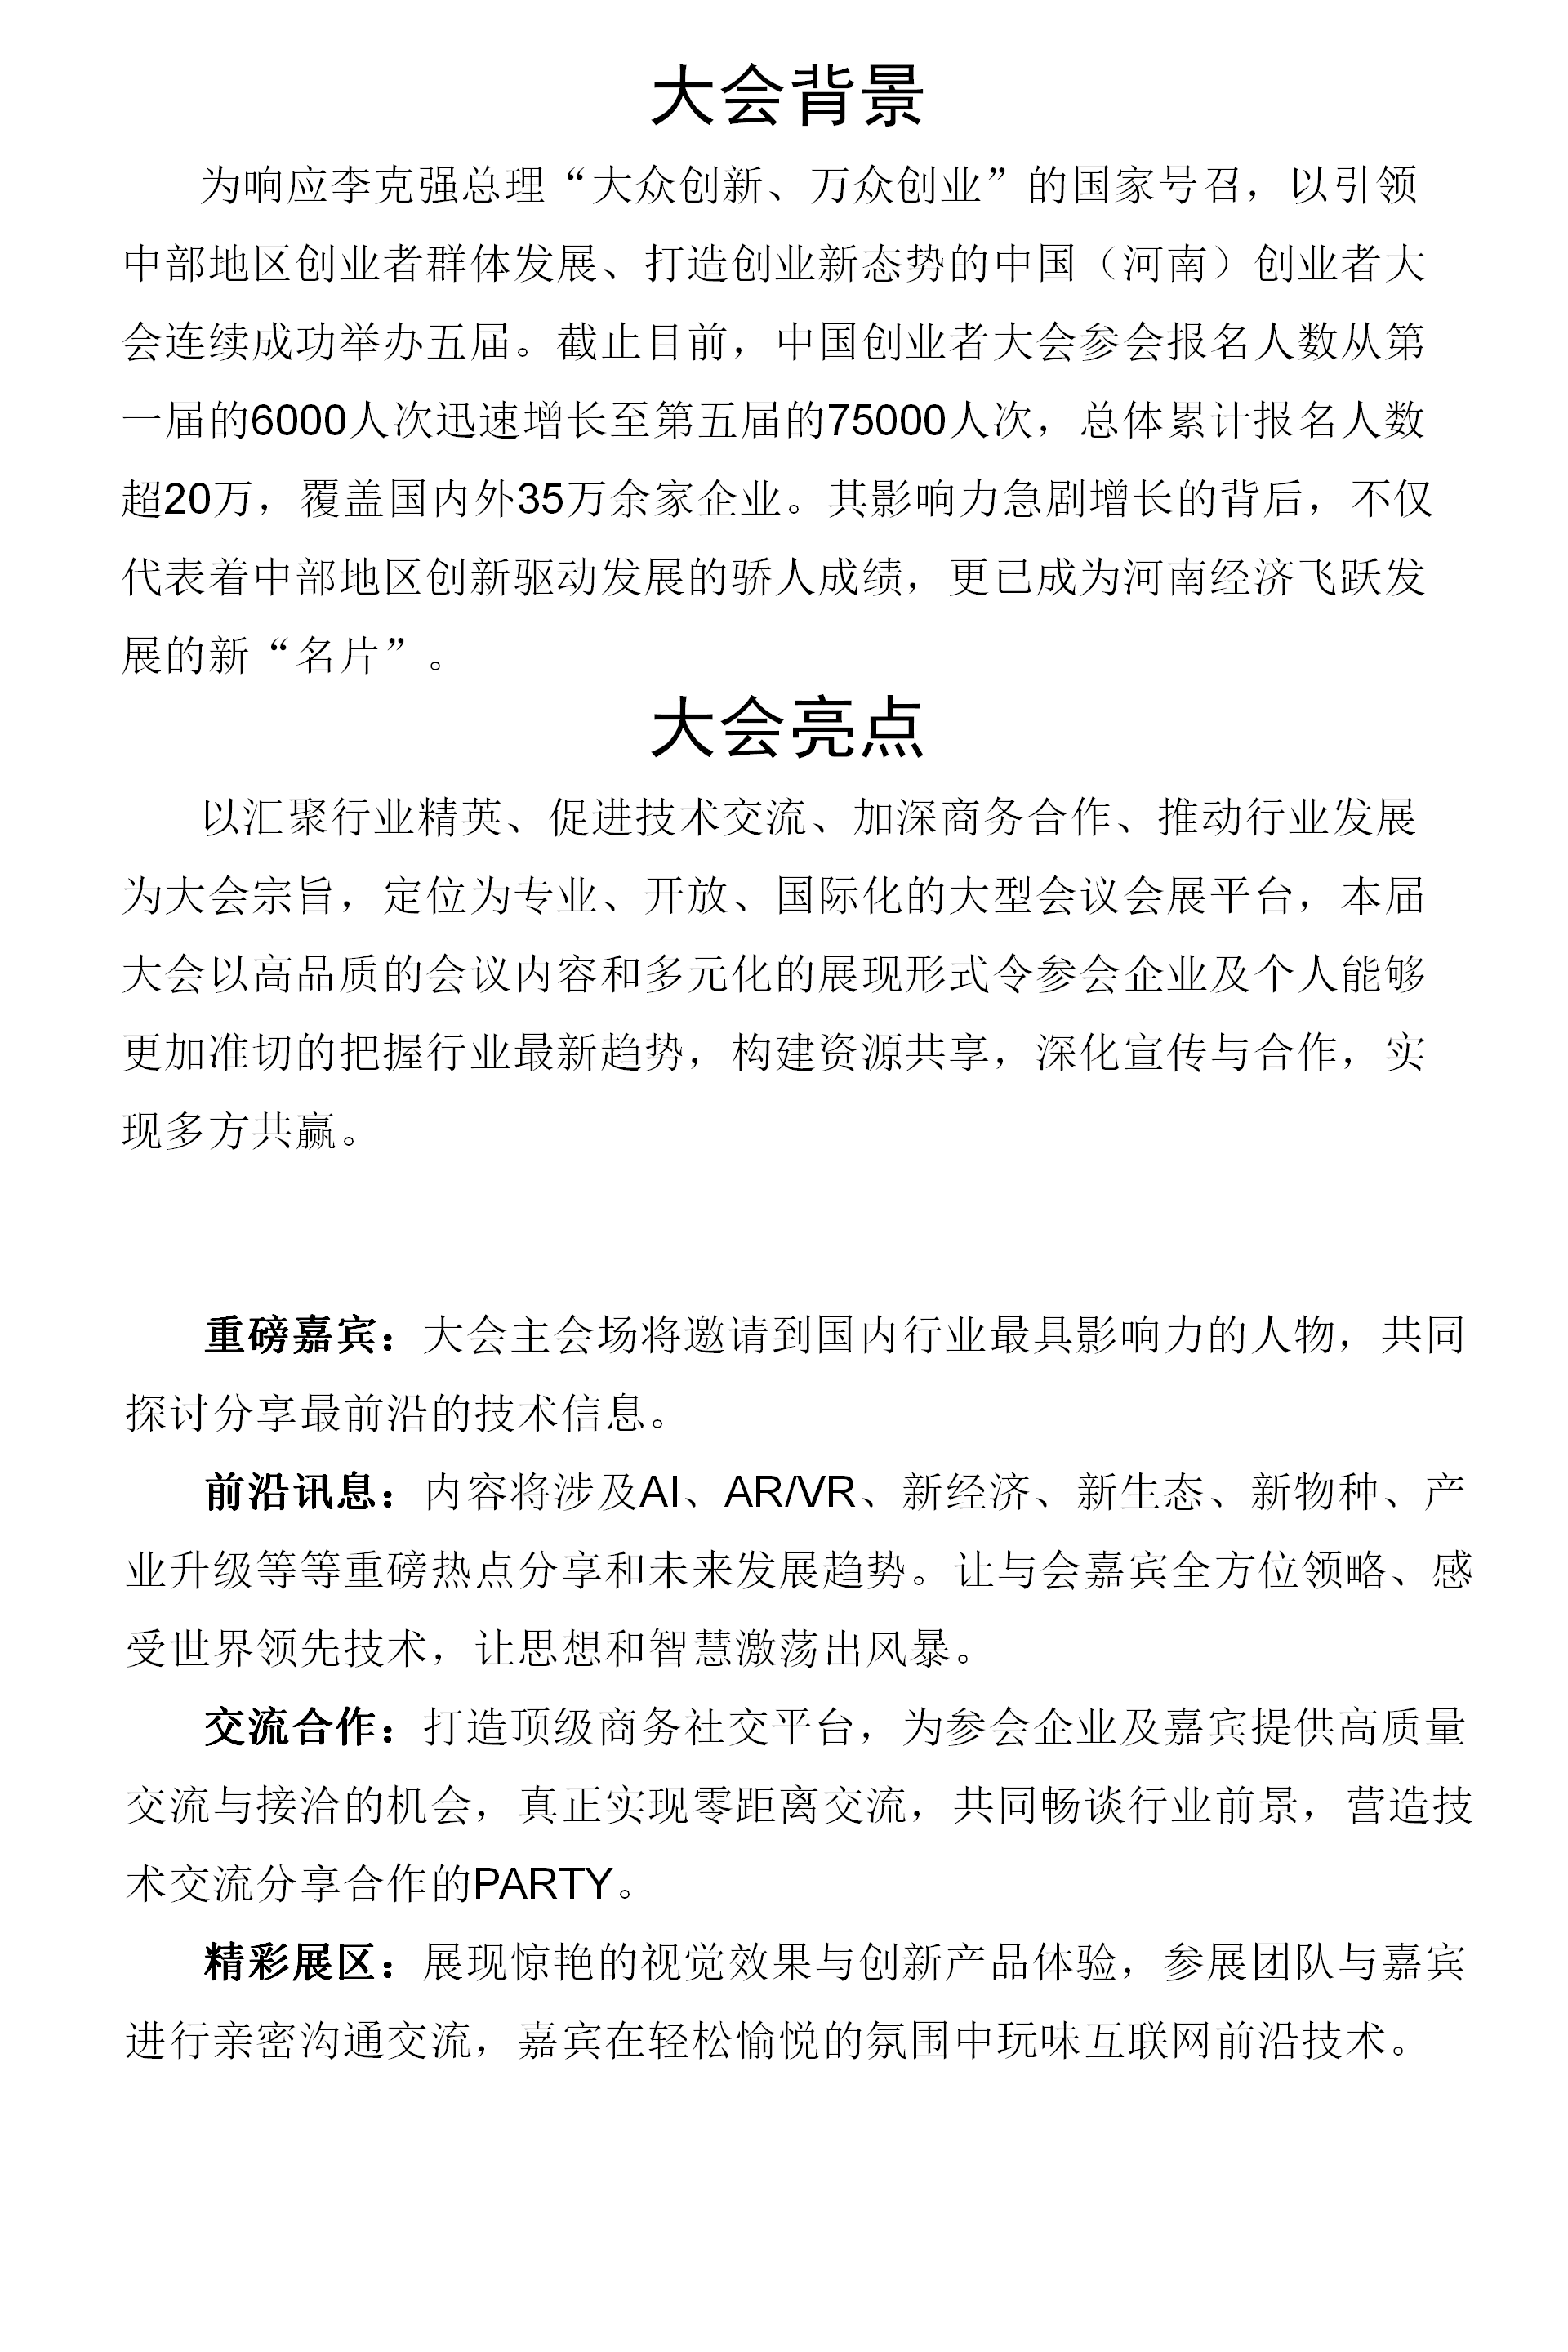 大会背景
为响应李克强总理“大众创新、万众创业”的国家号召，以引领
中部地区创业者群体发展、打造创业新态势的中国（河南）创业者大
会连续成功举办五届。截止目前，中国创业者大会参会报名人数从第
一届的6000人次迅速增长至第五届的75000人次，总体累计报名人数
超20万，覆盖国内外35万余家企业。其影响力急剧增长的背后，不仅
代表着中部地区创新驱动发展的骄人成绩，更已成为河南经济飞跃发
展的新“名片”。
大会亮点
以汇聚行业精英、促进技术交流、加深商务合作、推动行业发展
为大会宗旨，定位为专业、开放、国际化的大型会议会展平台，本届
大会以高品质的会议内容和多元化的展现形式令参会企业及个人能够
更加准切的把握行业最新趋势，构建资源共享，深化宣传与合作，实
现多方共赢。
重磅嘉宾：大会主会场将邀请到国内行业最具影响力的人物，共同
探讨分享最前沿的技术信息。
前沿讯息：内容将涉及AI、AR/VR、新经济、新生态、新物种、产
业升级等等重磅热点分享和未来发展趋势。让与会嘉宾全方位领略、感
受世界领先技术，让思想和智慧激荡出风暴。
交流合作：打造顶级商务社交平台，为参会企业及嘉宾提供高质量
交流与接洽的机会，真正实现零距离交流，共同畅谈行业前景，营造技
术交流分享合作的PARTY。
精彩展区：展现惊艳的视觉效果与创新产品体验，参展团队与嘉宾
进行亲密沟通交流，嘉宾在轻松愉悦的氛围中玩味互联网前沿技术。